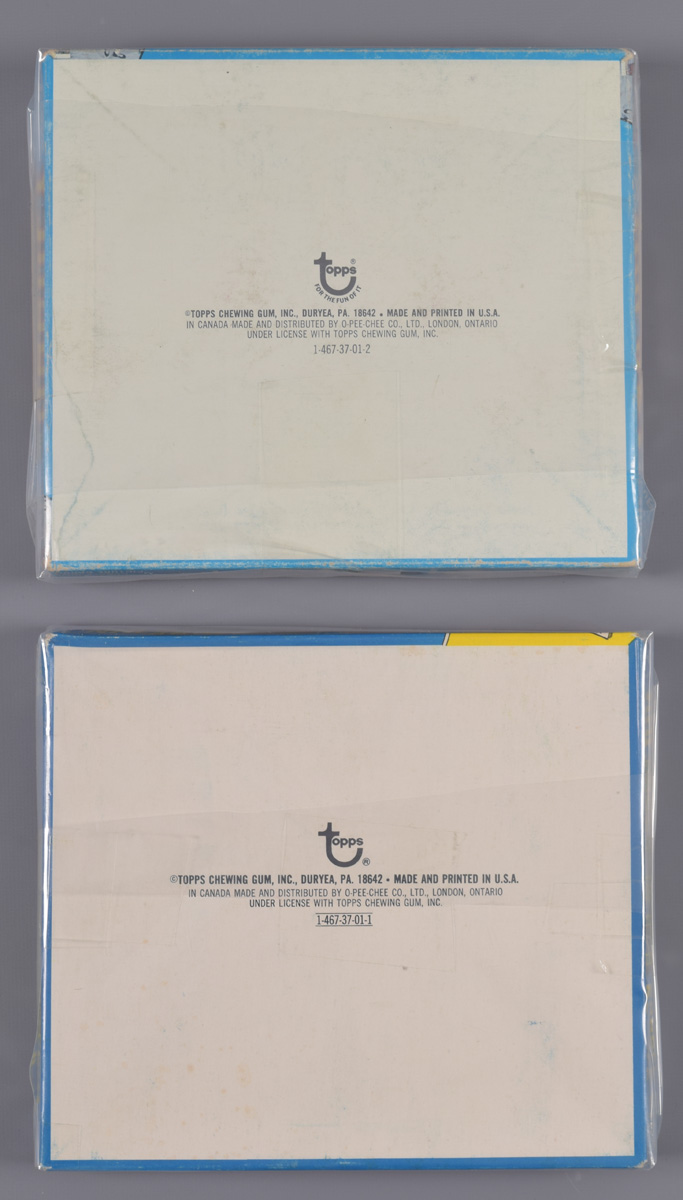 topps®
FOR THE FUN OF IT
©TOPPS CHEWING GUM, INC., DURYEA, PA. 18642 • MADE AND PRINTED IN U.S.A.
IN CANADA MADE AND DISTRIBUTED BY O-PEE-CHEE CO., LTD., LONDON, ONTARIO
UNDER LICENSE WITH TOPPS CHEWING GUM, INC.
1-467-37-01-2
topps®
©TOPPS CHEWING GUM, INC., DURYEA, PA. 18642 • MADE AND PRINTED IN U.S.A.
IN CANADA MADE AND DISTRIBUTED BY O-PEE-CHEE CO., LTD., LONDON, ONTARIO
UNDER LICENSE WITH TOPPS CHEWING GUM, INC.
1-467-37-01-1